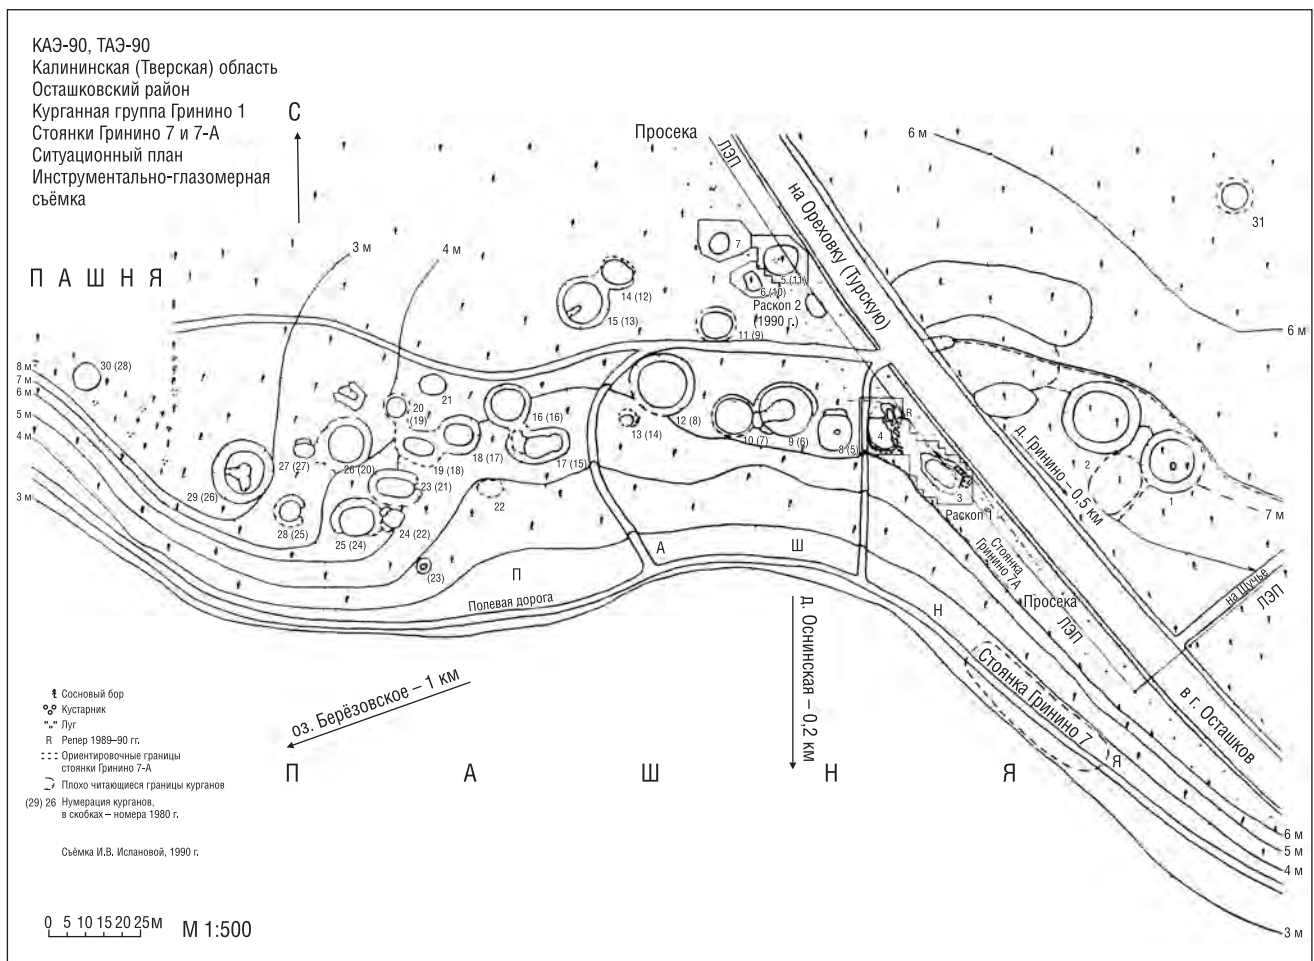 КАЭ-90, ТАЭ-90
Калининская (Тверская) область
Осташковский район
Курганная группа Гринино 1
Стоянки Гринино 7 и 7-А
Ситуационный план
Инструментально-глазомерная
съёмка
С
Просека
ЛЭП
на Ореховку (Турскую)
6 м
31
3 м
4 м
ПАШНЯ
7
5 (11)
6 (10)
Раскоп 2
(1990 г.)
14 (12)
15 (13)
11 (9)
6 м
8 м
7 м
6 м
5 м
4 м
3 м
30 (28)
21
20
(19)
16 (16)
12 (8)
13 (14)
10 (7)
9 (6)
8 (5)
R
4
3
Раскоп 1
д. Гринино – 0,5 км
2
1
7 м
27 (27)
26 (20)
19 (18)
18 (17)
17 (15)
29 (26)
23 (21)
22
28 (25)
25 (24)
24 (22)
(23)
П
А
Ш
Н
Я
Полевая дорога
Стоянка
Гринино 7А
Просека
ЛЭП
на Щучье
ЛЭП
д. Оснинская – 0,2 км
Стоянка Гринино 7
в г. Осташков
оз. Берёзовское – 1 км
П А Ш Н Я
Сосновый бор
Кустарник
Луг
R Репер 1989–90 гг.
Ориентировочные границы
стоянки Гринино 7-А
Плохо читающиеся границы курганов
(29) 26 Нумерация курганов,
в скобках – номера 1980 г.
Съёмка И.В. Ислановой, 1990 г.
6 м
5 м
4 м
3 м
0 5 10 15 20 25м М 1:500